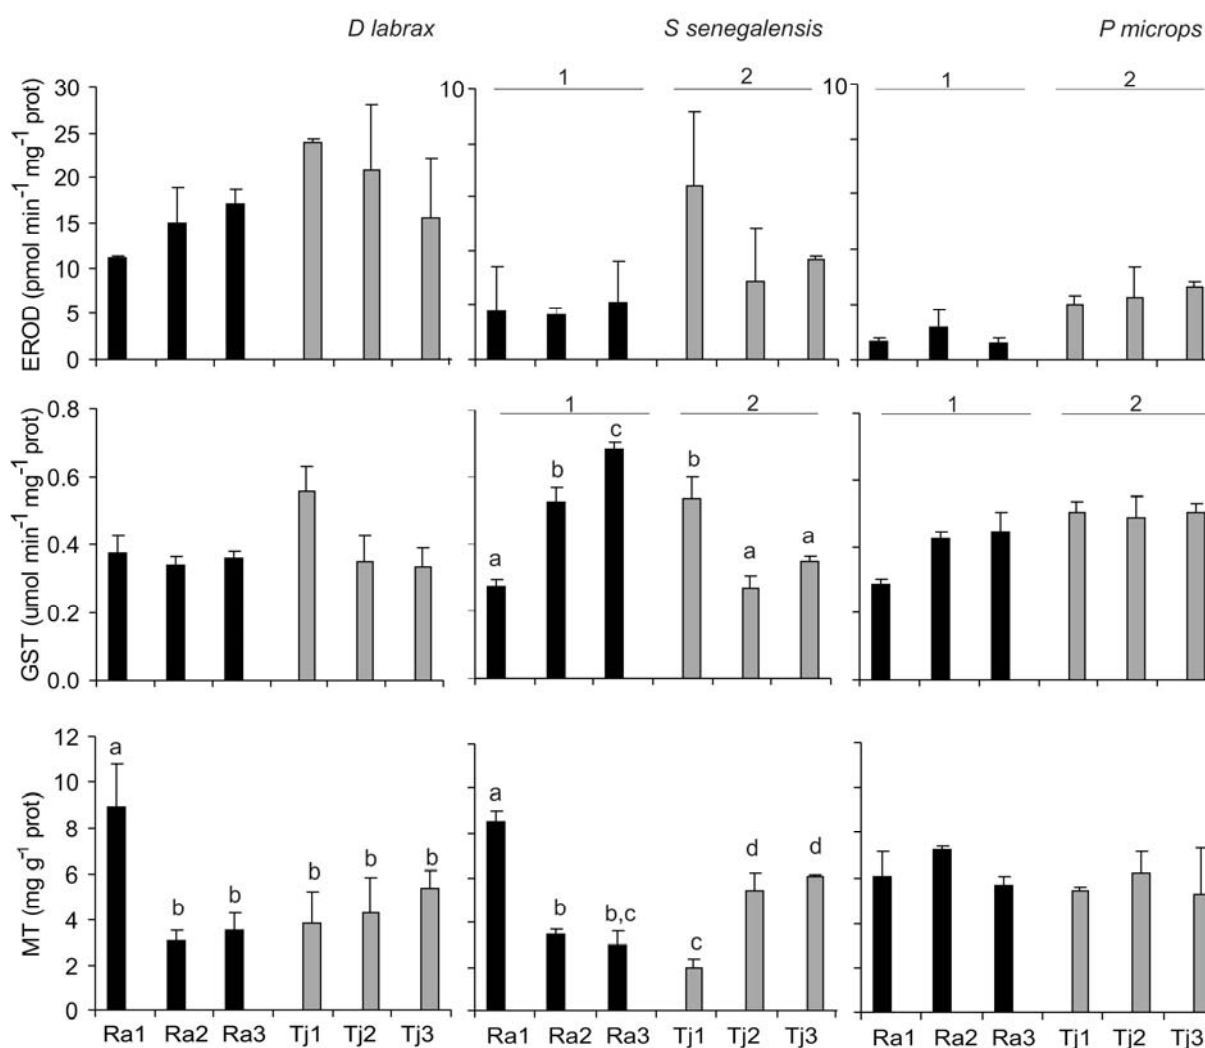 D labrax S senegalensis P microps
10 1 2 10 1 2
EROD (pmol min⁻¹ mg⁻¹ prot)
30
25
20
15
10
5
0
1 2 1 2
GST (umol min⁻¹ mg⁻¹ prot)
0.8
0.6
0.4
0.2
0.0
a b c b a a
MT (mg g⁻¹ prot)
12
10
8
6
4
2
0
a b b b b b
a b b,c c d d
Ra1 Ra2 Ra3 Tj1 Tj2 Tj3 Ra1 Ra2 Ra3 Tj1 Tj2 Tj3 Ra1 Ra2 Ra3 Tj1 Tj2 Tj3